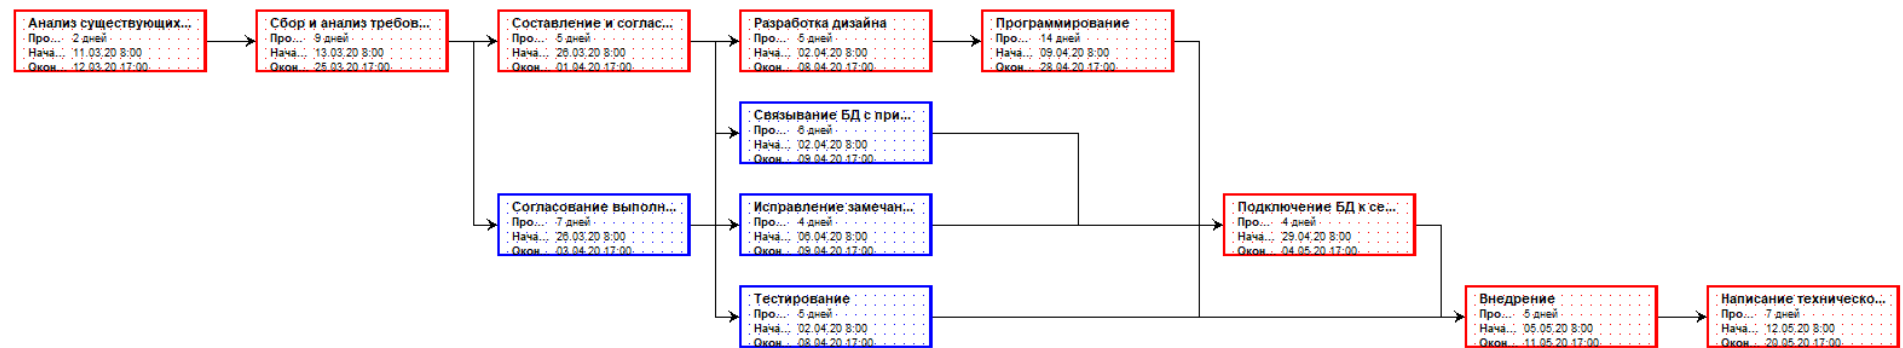 Анализ существующих...
Про... 2 дней
Нача... 11.03.20 8:00
Окон... 12.03.20 17:00
Сбор и анализ требов...
Про... 9 дней
Нача... 13.03.20 8:00
Окон... 25.03.20 17:00
Составление и соглас...
Про... 5 дней
Нача... 26.03.20 8:00
Окон... 01.04.20 17:00
Разработка дизайна
Про... 5 дней
Нача... 02.04.20 8:00
Окон... 08.04.20 17:00
Программирование
Про... 14 дней
Нача... 09.04.20 8:00
Окон... 28.04.20 17:00
Связывание БД с при...
Про... 6 дней
Нача... 02.04.20 8:00
Окон... 09.04.20 17:00
Согласование выполн...
Про... 7 дней
Нача... 26.03.20 8:00
Окон... 03.04.20 17:00
Исправление замечан...
Про... 4 дней
Нача... 06.04.20 8:00
Окон... 09.04.20 17:00
Подключение БД к се...
Про... 4 дней
Нача... 29.04.20 8:00
Окон... 04.05.20 17:00
Тестирование
Про... 5 дней
Нача... 02.04.20 8:00
Окон... 08.04.20 17:00
Внедрение
Про... 5 дней
Нача... 05.05.20 8:00
Окон... 11.05.20 17:00
Написание техническо...
Про... 7 дней
Нача... 12.05.20 8:00
Окон... 20.05.20 17:00